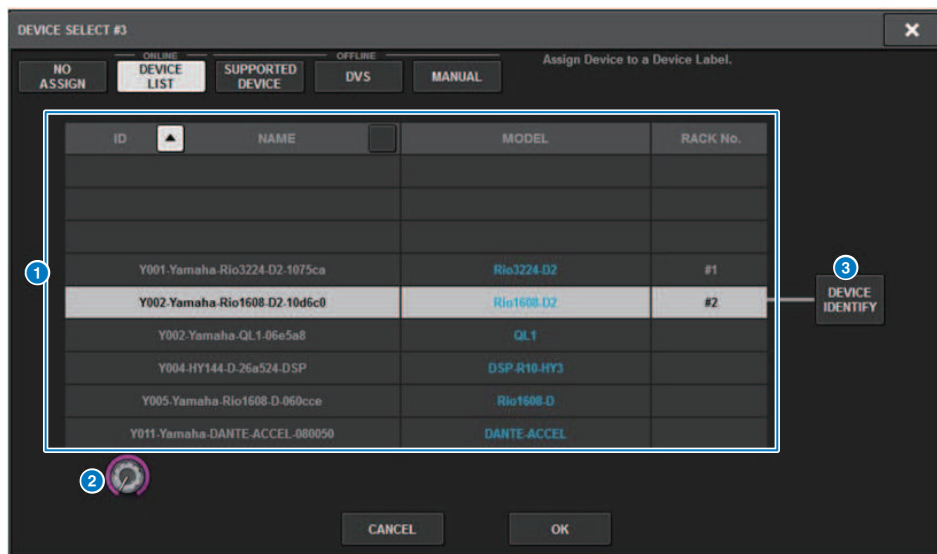 DEVICE SELECT #3
ONLINE OFFLINE
NO ASSIGN
DEVICE LIST
SUPPORTED DEVICE
DVS
MANUAL
Assign Device to a Device Label.
ID NAME MODEL RACK No.
Y001-Yamaha-Rio3224-D2-1075ca Rio3224-D2 #1
Y002-Yamaha-Rio1608-D2-10d6c0 Rio1608-D2 #2
Y002-Yamaha-QL1-06e5a8 QL1
Y004-HY144-D-26a524-DSP DSP-R10-HY3
Y005-Yamaha-Rio1608-D-060cce Rio1608-D
Y011-Yamaha-DANTE-ACCEL-080050 DANTE-ACCEL
1
3
DEVICE IDENTIFY
2
CANCEL OK